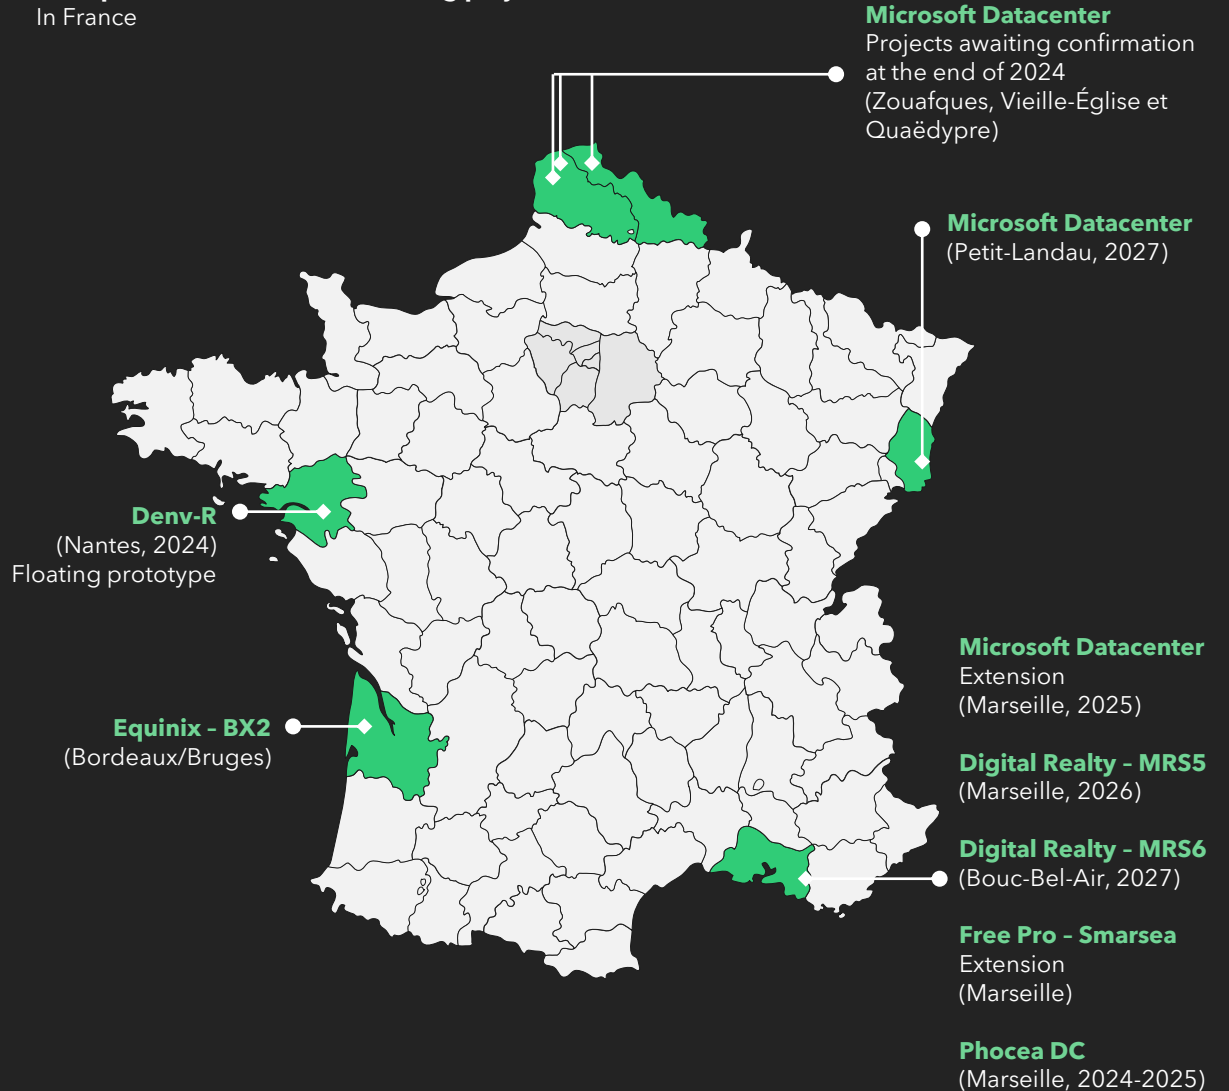 In France
Microsoft Datacenter
Projects awaiting confirmation
at the end of 2024
(Zouafques, Vieille-Église et
Quaëdypre)
Microsoft Datacenter
(Petit-Landau, 2027)
Denv-R
(Nantes, 2024)
Floating prototype
Equinix – BX2
(Bordeaux/Bruges)
Microsoft Datacenter
Extension
(Marseille, 2025)
Digital Realty – MRS5
(Marseille, 2026)
Digital Realty – MRS6
(Bouc-Bel-Air, 2027)
Free Pro – Smarsea
Extension
(Marseille)
Phocea DC
(Marseille, 2024-2025)